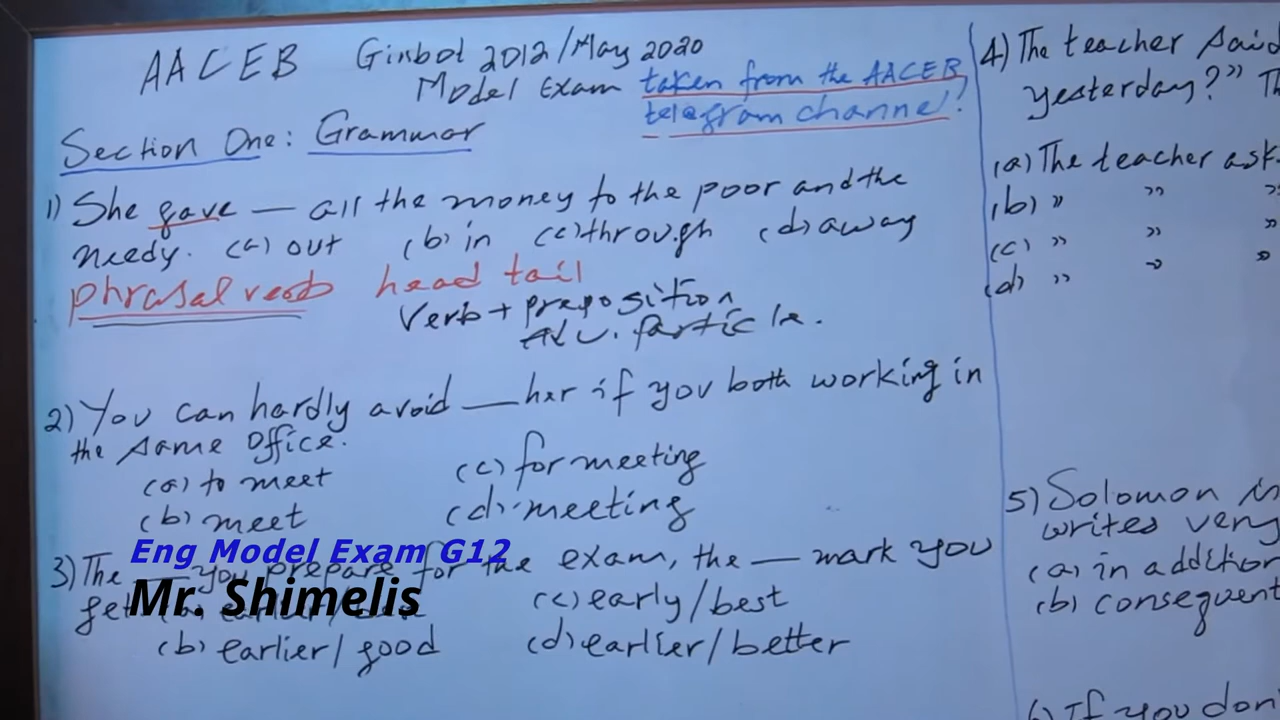 AACEB Ginbot 2012/May 2020
Model Exam taken from the AACEB
telegram channel!
Section One: Grammar
1) She gave — all the money to the poor and the
needy. (a) out (b) in (c) through (d) away
phrasal verb head tail
Verb + preposition
Adv. particle.
2) You can hardly avoid — her if you both working in
the same office.
(a) to meet (c) for meeting
(b) meet (d) meeting
3) The — you prepare for the exam, the — mark you
get (c) early/best
(b) earlier/good (d) earlier/better
Eng Model Exam G12
Mr. Shimelis
4) The teacher said
yesterday?"
(a) The teacher
(b) " " "
(c) " " "
(d) " " "
5) Solomon
writes very
(a) in addition
(b)
If you don'